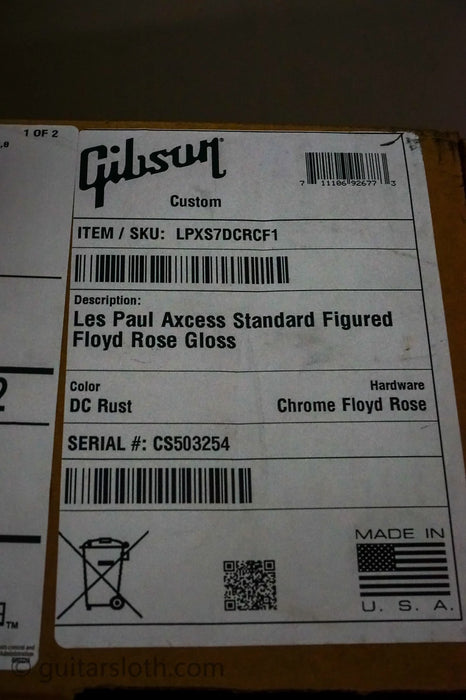 1 OF 2
Gibson
Custom
7 11106 92677 3
ITEM / SKU: LPXS7DCRCF1
Description:
Les Paul Axcess Standard Figured
Floyd Rose Gloss
Color
DC Rust
Hardware
Chrome Floyd Rose
SERIAL #: CS503254
MADE IN
U. S. A.
TM
© guitarsloth.com